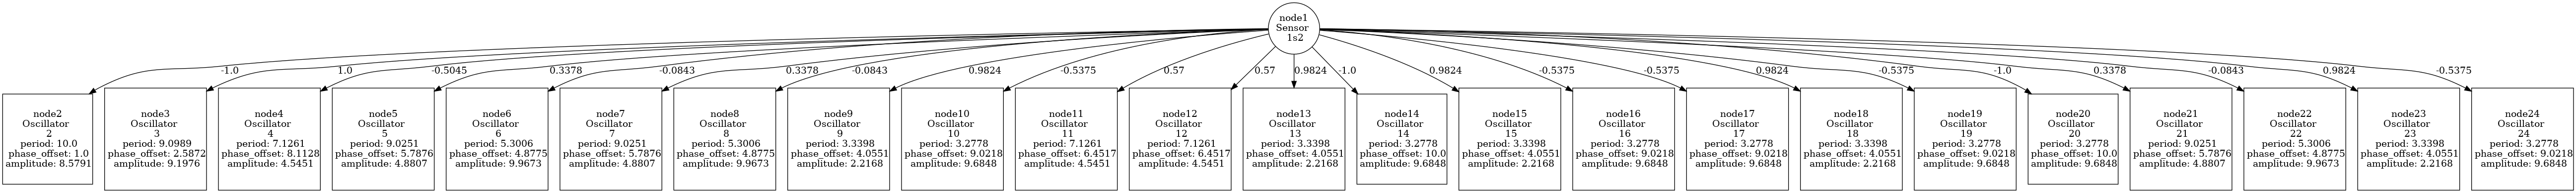 node1
Sensor
1s2
-1.0
1.0
-0.5045
0.3378
-0.0843
0.3378
-0.0843
0.9824
-0.5375
0.57
0.57
0.9824
-1.0
0.9824
-0.5375
-0.5375
0.9824
-0.5375
-1.0
0.3378
-0.0843
0.9824
-0.5375
node2
Oscillator
2
period: 10.0
phase_offset: 1.0
amplitude: 8.5791
node3
Oscillator
3
period: 9.0989
phase_offset: 2.5872
amplitude: 9.1976
node4
Oscillator
4
period: 7.1261
phase_offset: 8.1128
amplitude: 4.5451
node5
Oscillator
5
period: 9.0251
phase_offset: 5.7876
amplitude: 4.8807
node6
Oscillator
6
period: 5.3006
phase_offset: 4.8775
amplitude: 9.9673
node7
Oscillator
7
period: 9.0251
phase_offset: 5.7876
amplitude: 4.8807
node8
Oscillator
8
period: 5.3006
phase_offset: 4.8775
amplitude: 9.9673
node9
Oscillator
9
period: 3.3398
phase_offset: 4.0551
amplitude: 2.2168
node10
Oscillator
10
period: 3.2778
phase_offset: 9.0218
amplitude: 9.6848
node11
Oscillator
11
period: 7.1261
phase_offset: 6.4517
amplitude: 4.5451
node12
Oscillator
12
period: 7.1261
phase_offset: 6.4517
amplitude: 4.5451
node13
Oscillator
13
period: 3.3398
phase_offset: 4.0551
amplitude: 2.2168
node14
Oscillator
14
period: 3.2778
phase_offset: 10.0
amplitude: 9.6848
node15
Oscillator
15
period: 3.3398
phase_offset: 4.0551
amplitude: 2.2168
node16
Oscillator
16
period: 3.2778
phase_offset: 9.0218
amplitude: 9.6848
node17
Oscillator
17
period: 3.2778
phase_offset: 9.0218
amplitude: 9.6848
node18
Oscillator
18
period: 3.3398
phase_offset: 4.0551
amplitude: 2.2168
node19
Oscillator
19
period: 3.2778
phase_offset: 9.0218
amplitude: 9.6848
node20
Oscillator
20
period: 3.2778
phase_offset: 10.0
amplitude: 9.6848
node21
Oscillator
21
period: 9.0251
phase_offset: 5.7876
amplitude: 4.8807
node22
Oscillator
22
period: 5.3006
phase_offset: 4.8775
amplitude: 9.9673
node23
Oscillator
23
period: 3.3398
phase_offset: 4.0551
amplitude: 2.2168
node24
Oscillator
24
period: 3.2778
phase_offset: 9.0218
amplitude: 9.6848